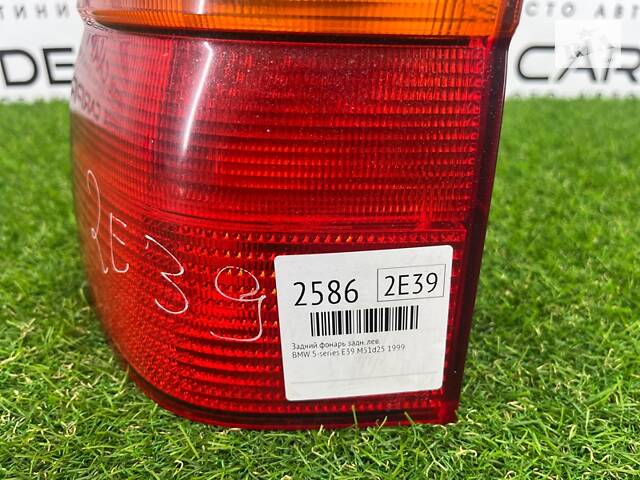 DE
CAR
2E39
2586 2E39
Задний фонарь задн. лев.
BMW 5-series E39 M51d25 1999